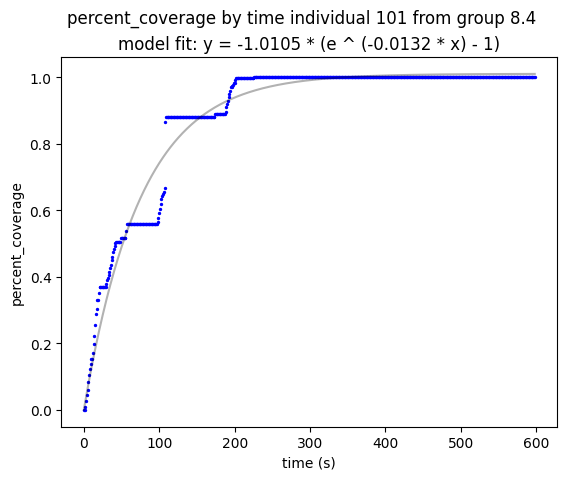 percent_coverage by time individual 101 from group 8.4
model fit: y = -1.0105 * (e ^ (-0.0132 * x) - 1)
1.0
0.8
0.6
0.4
0.2
0.0
percent_coverage
0 100 200 300 400 500 600
time (s)